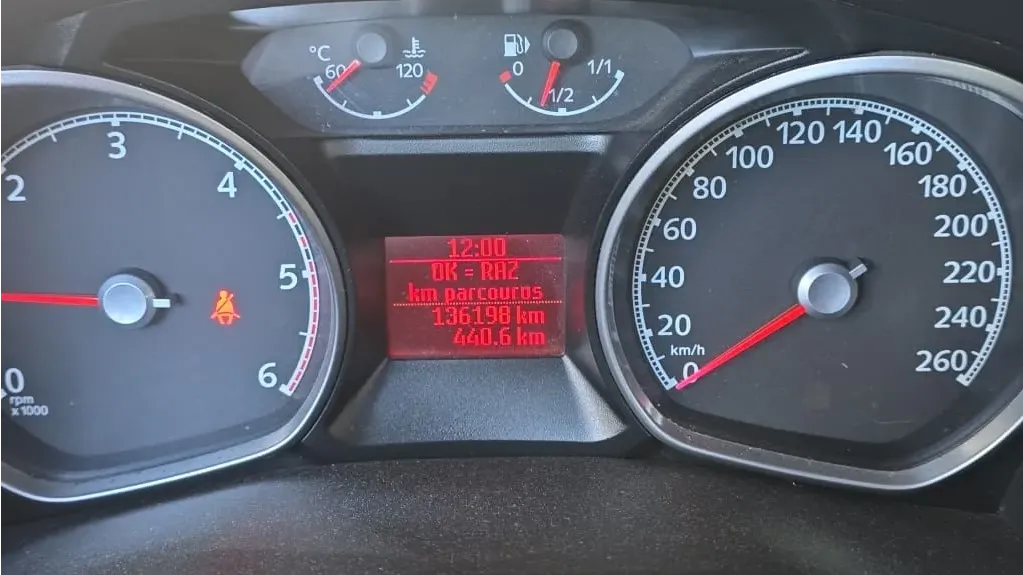 °C
60 120
0 1/2 1/1
2 3 4 5 6
0
rpm
x 1000
12:00
OK = RAZ
km parcourus
136198 km
440.6 km
0 20 40 60 80 100 120 140 160 180 200 220 240 260
km/h